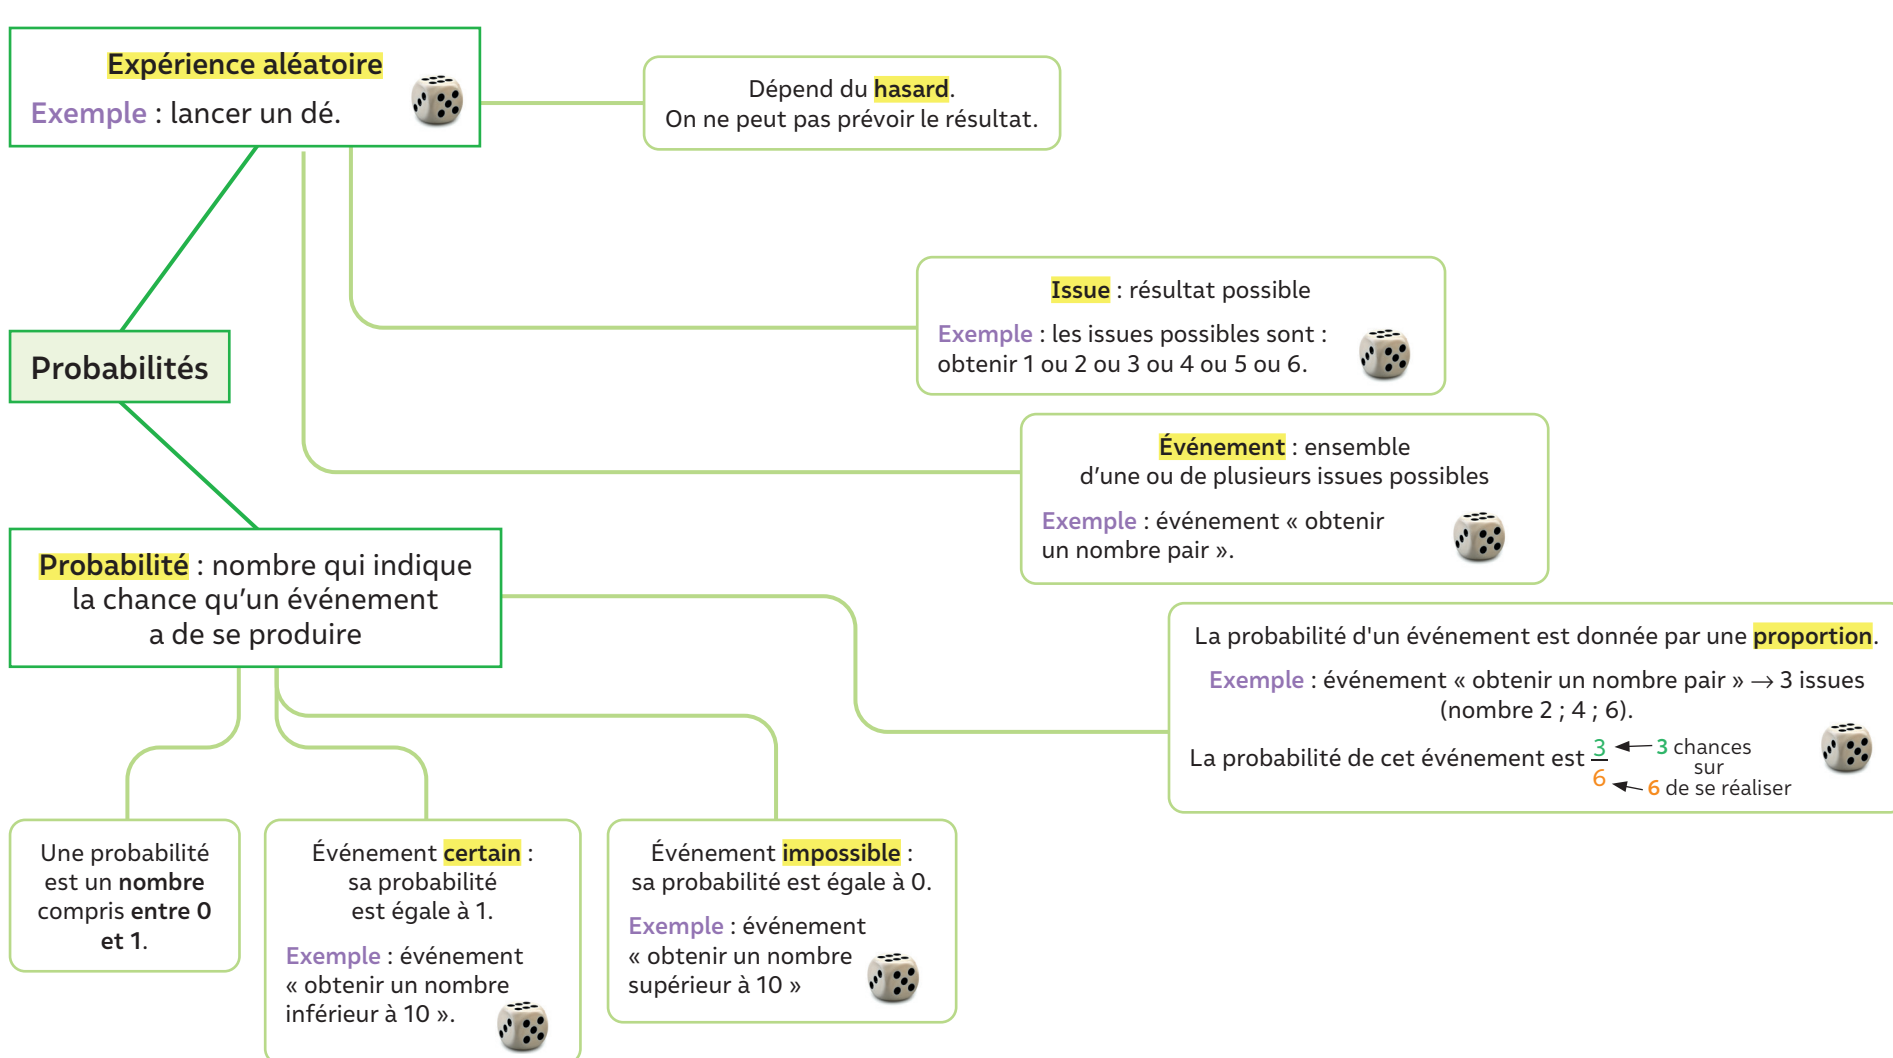 Expérience aléatoire
Exemple : lancer un dé.
Dépend du hasard.
On ne peut pas prévoir le résultat.
Issue : résultat possible
Exemple : les issues possibles sont :
obtenir 1 ou 2 ou 3 ou 4 ou 5 ou 6.
Probabilités
Événement : ensemble
d’une ou de plusieurs issues possibles
Exemple : événement « obtenir
un nombre pair ».
Probabilité : nombre qui indique
la chance qu’un événement
a de se produire
La probabilité d'un événement est donnée par une proportion.
Exemple : événement « obtenir un nombre pair » → 3 issues
(nombre 2 ; 4 ; 6).
La probabilité de cet événement est 3/6
3 chances
sur
6 de se réaliser
Une probabilité
est un nombre
compris entre 0
et 1.
Événement certain :
sa probabilité
est égale à 1.
Exemple : événement
« obtenir un nombre
inférieur à 10 ».
Événement impossible :
sa probabilité est égale à 0.
Exemple : événement
« obtenir un nombre
supérieur à 10 »